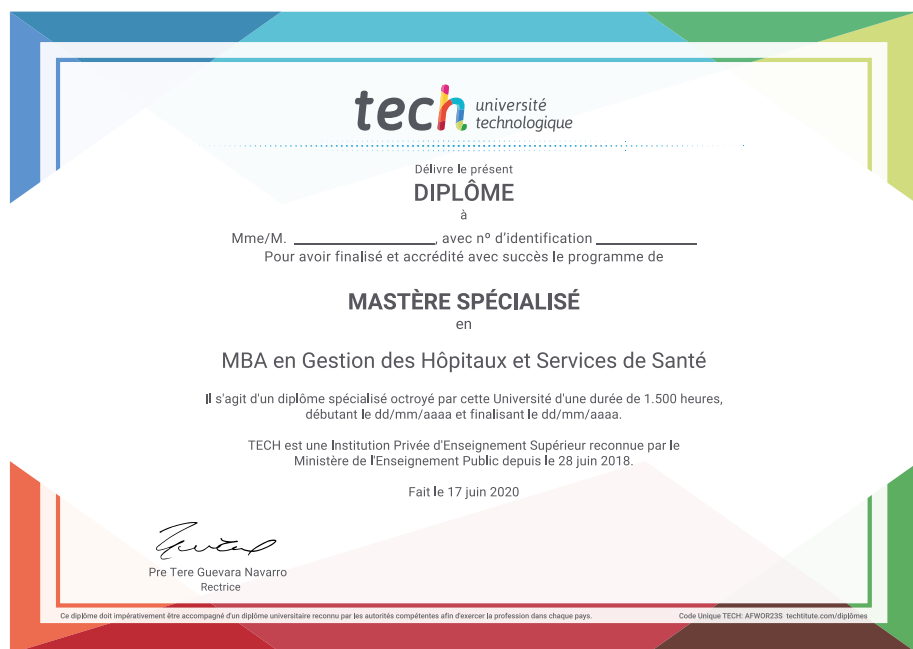 tech université
technologique
Délivre le présent
DIPLÔME
à
Mme/M. ____________________, avec nº d'identification ______________
Pour avoir finalisé et accrédité avec succès le programme de
MASTÈRE SPÉCIALISÉ
en
MBA en Gestion des Hôpitaux et Services de Santé
Il s'agit d'un diplôme spécialisé octroyé par cette Université d'une durée de 1.500 heures,
débutant le dd/mm/aaaa et finalisant le dd/mm/aaaa.
TECH est une Institution Privée d'Enseignement Supérieur reconnue par le
Ministère de l'Enseignement Public depuis le 28 juin 2018.
Fait le 17 juin 2020
Pre Tere Guevara Navarro
Rectrice
Ce diplôme doit impérativement être accompagné d'un diplôme universitaire reconnu par les autorités compétentes afin d'exercer la profession dans chaque pays.
Code Unique TECH: AFWOR23S techtitute.com/diplômes